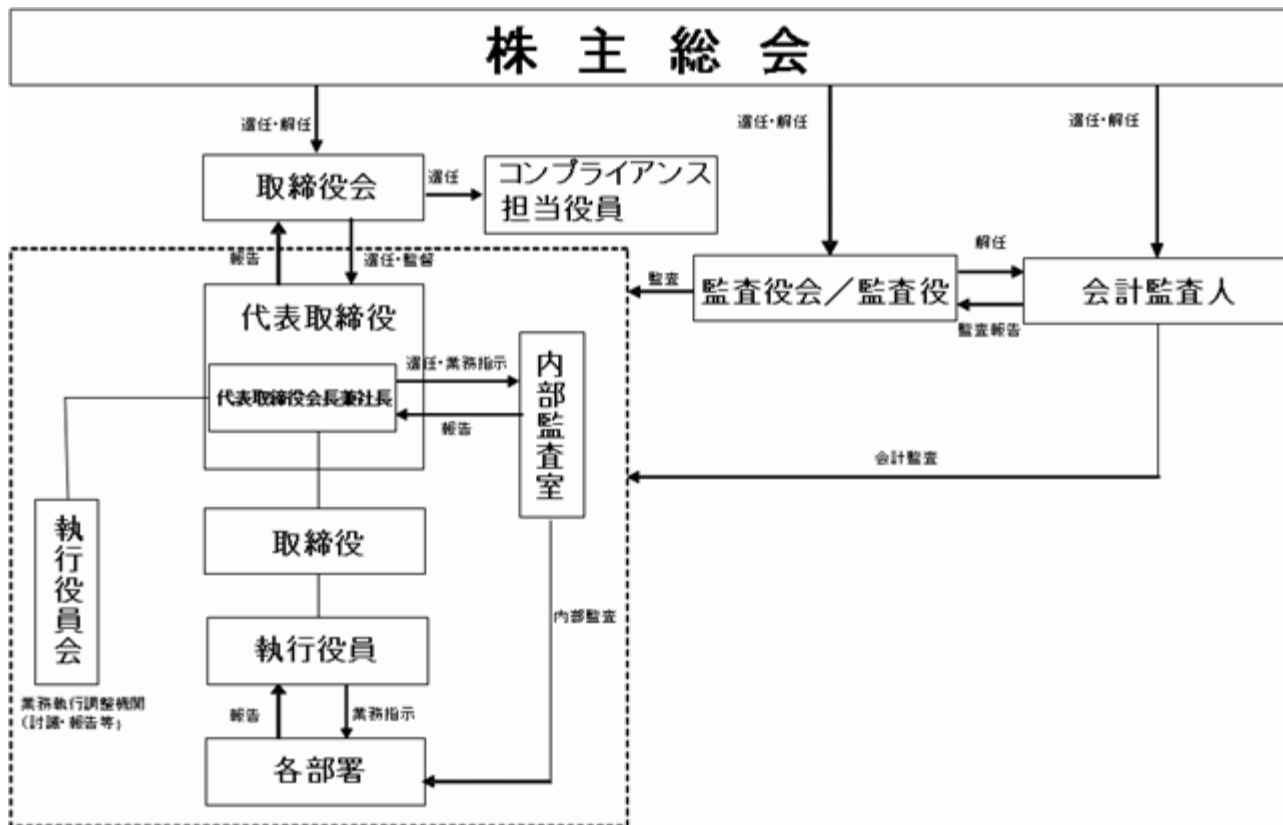 株主総会
選任・解任
選任・解任
選任・解任
取締役会
選任
コンプライアンス
担当役員
報告
選任・監督
監査
監査役会／監査役
解任
監査報告
会計監査人
代表取締役
代表取締役会長兼社長
選任・業務指示
報告
内部監査室
会計監査
執行役員会
業務執行調整機関
（討議・報告等）
取締役
執行役員
内部監査
報告
業務指示
各部署